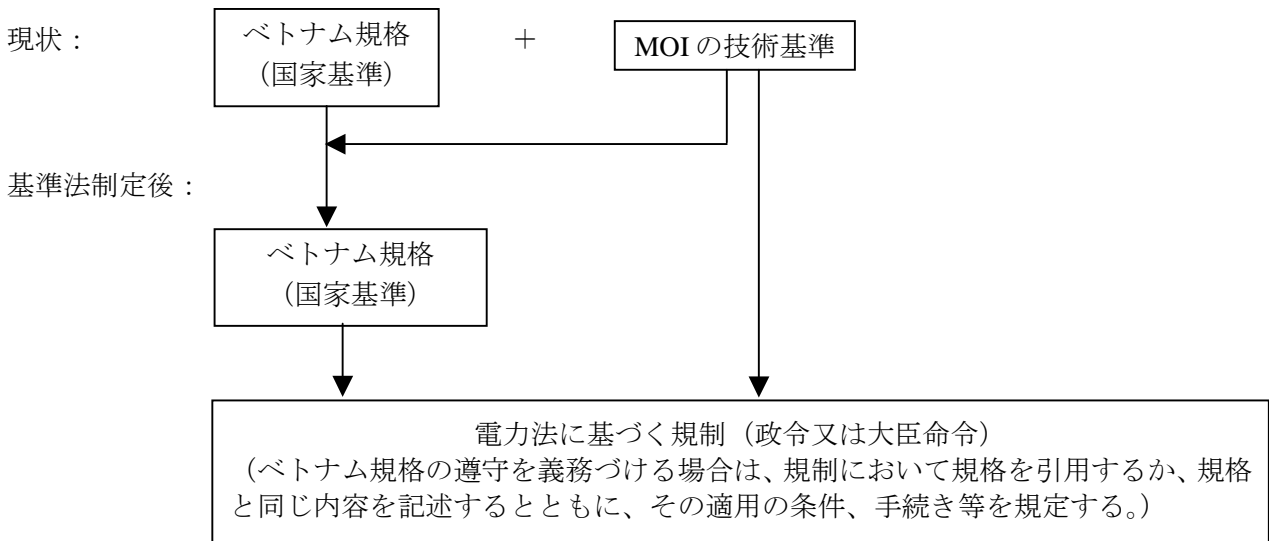 現状：
ベトナム規格
（国家基準）
＋
MOI の技術基準
基準法制定後：
ベトナム規格
（国家基準）
電力法に基づく規制（政令又は大臣命令）
（ベトナム規格の遵守を義務づける場合は、規制において規格を引用するか、規格
と同じ内容を記述するとともに、その適用の条件、手続き等を規定する。）